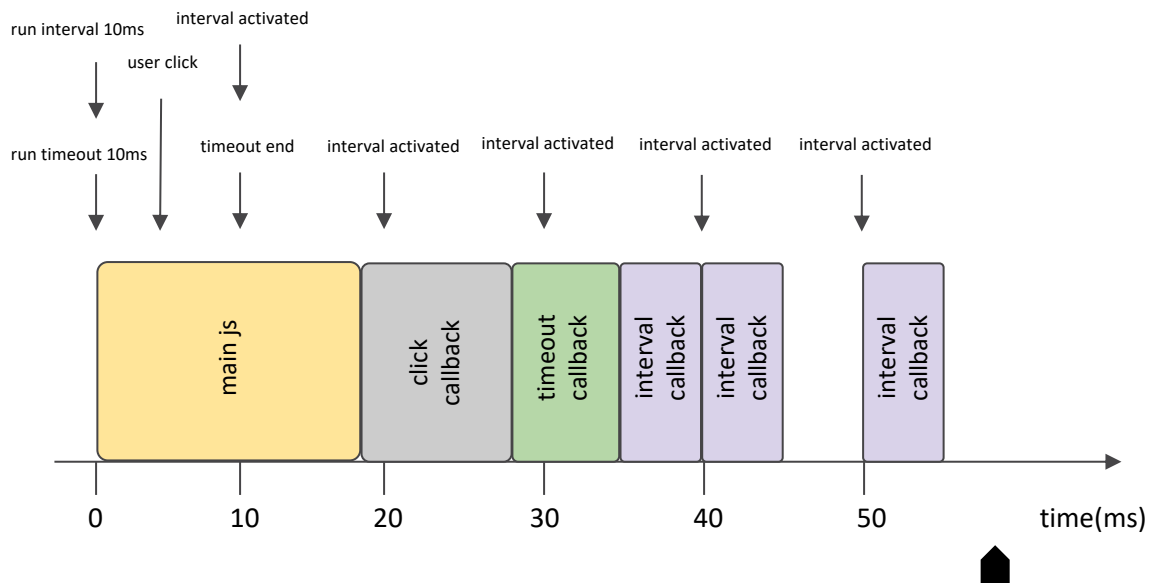 run interval 10ms
interval activated
user click
run timeout 10ms
timeout end
interval activated
interval activated
interval activated
interval activated
main js
click
callback
timeout
callback
interval
callback
interval
callback
interval
callback
0
10
20
30
40
50
time(ms)